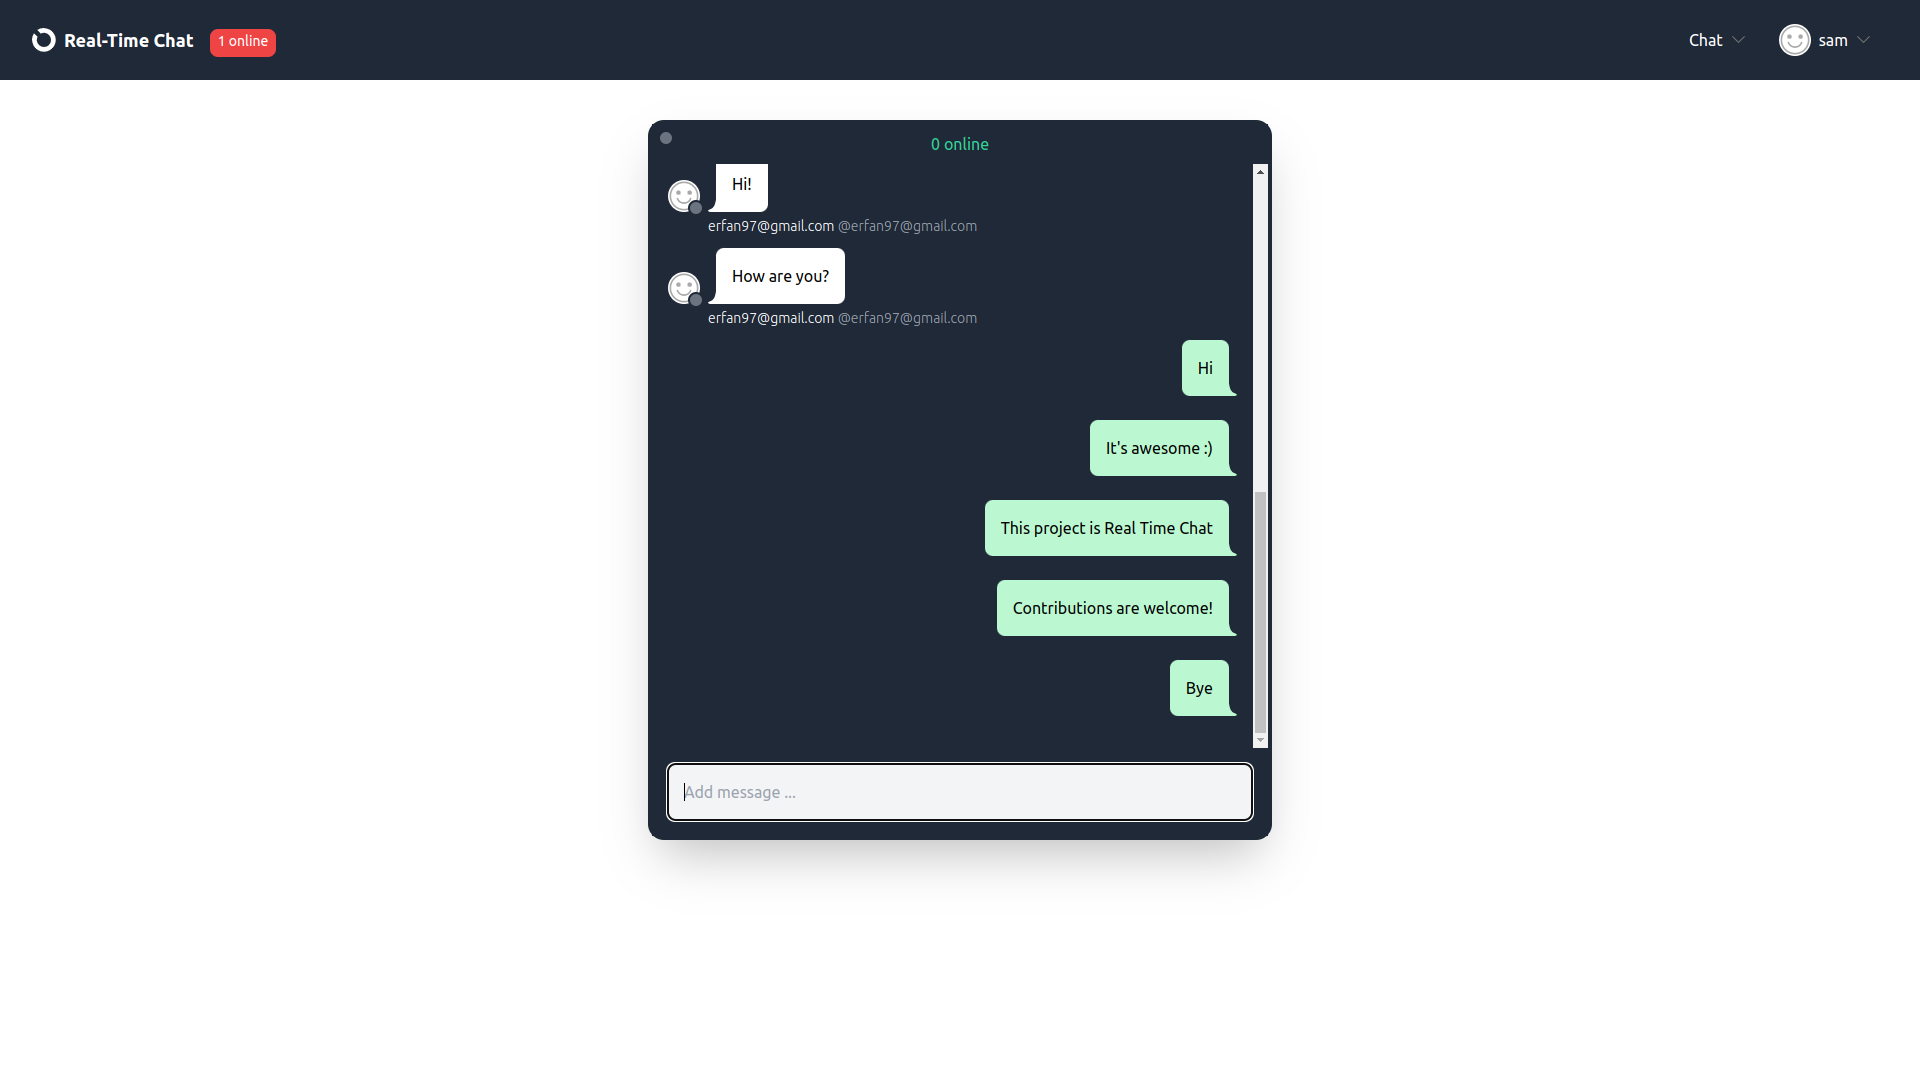 Real-Time Chat 1 online Chat sam
0 online
Hi!
erfan97@gmail.com @erfan97@gmail.com
How are you?
erfan97@gmail.com @erfan97@gmail.com
Hi
It's awesome :)
This project is Real Time Chat
Contributions are welcome!
Bye
Add message ...